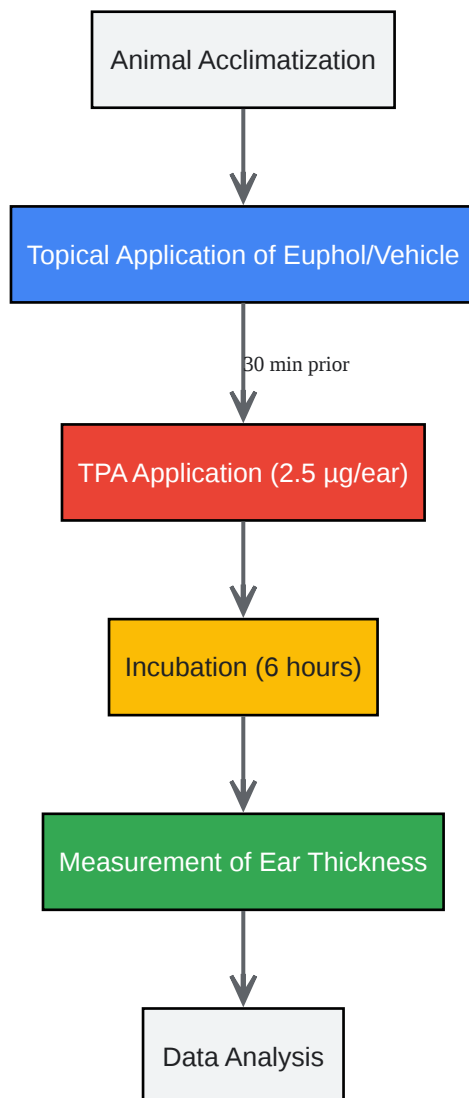 Animal Acclimatization
Topical Application of Euphol/Vehicle
30 min prior
TPA Application (2.5 µg/ear)
Incubation (6 hours)
Measurement of Ear Thickness
Data Analysis